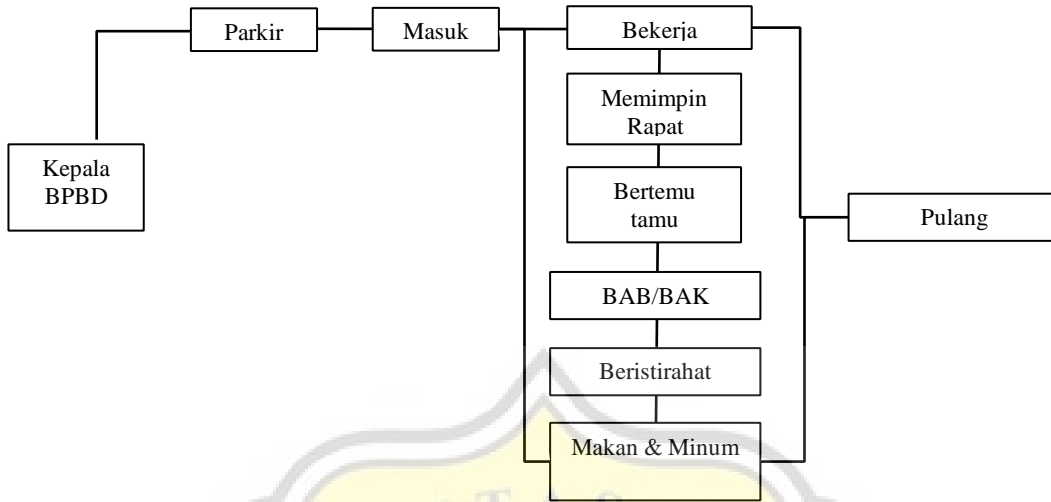 Parkir
Masuk
Bekerja
Memimpin
Rapat
Kepala
BPBD
Bertemu
tamu
Pulang
BAB/BAK
Beristirahat
Makan & Minum